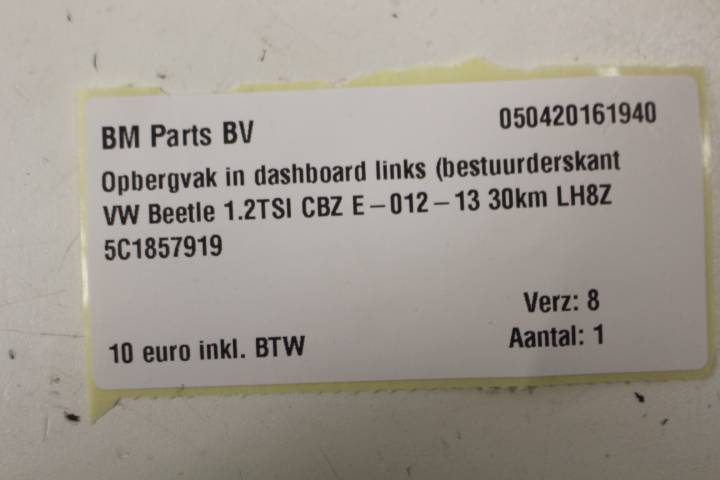 BM Parts BV 050420161940
Opbergvak in dashboard links (bestuurderskant
VW Beetle 1.2TSI CBZ E-012-13 30km LH8Z
5C1857919
Verz: 8
10 euro inkl. BTW Aantal: 1